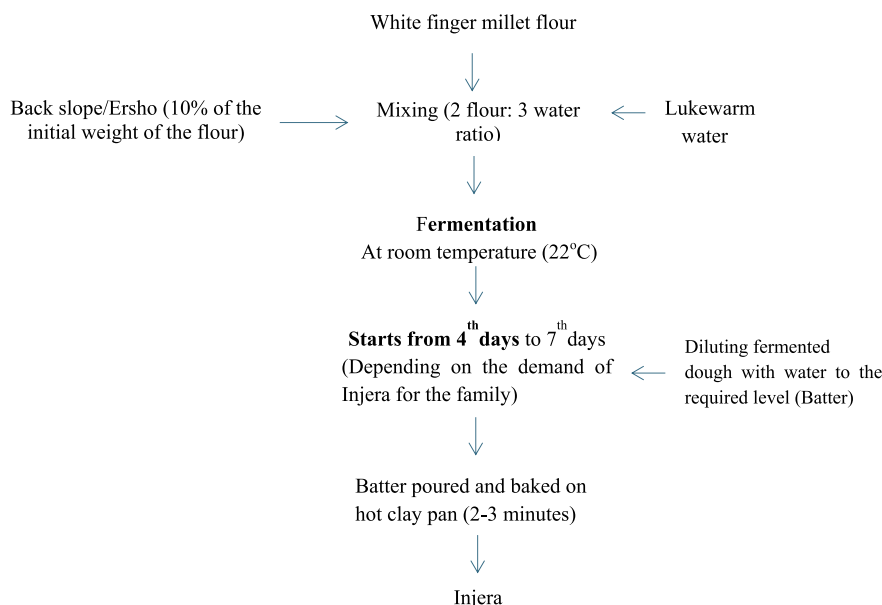 White finger millet flour
Back slope/Ersho (10% of the
initial weight of the flour)
Mixing (2 flour: 3 water
ratio)
Lukewarm
water
Fermentation
At room temperature (22°C)
Starts from 4th days to 7th days
(Depending on the demand of
Injera for the family)
Diluting fermented
dough with water to the
required level (Batter)
Batter poured and baked on
hot clay pan (2-3 minutes)
Injera